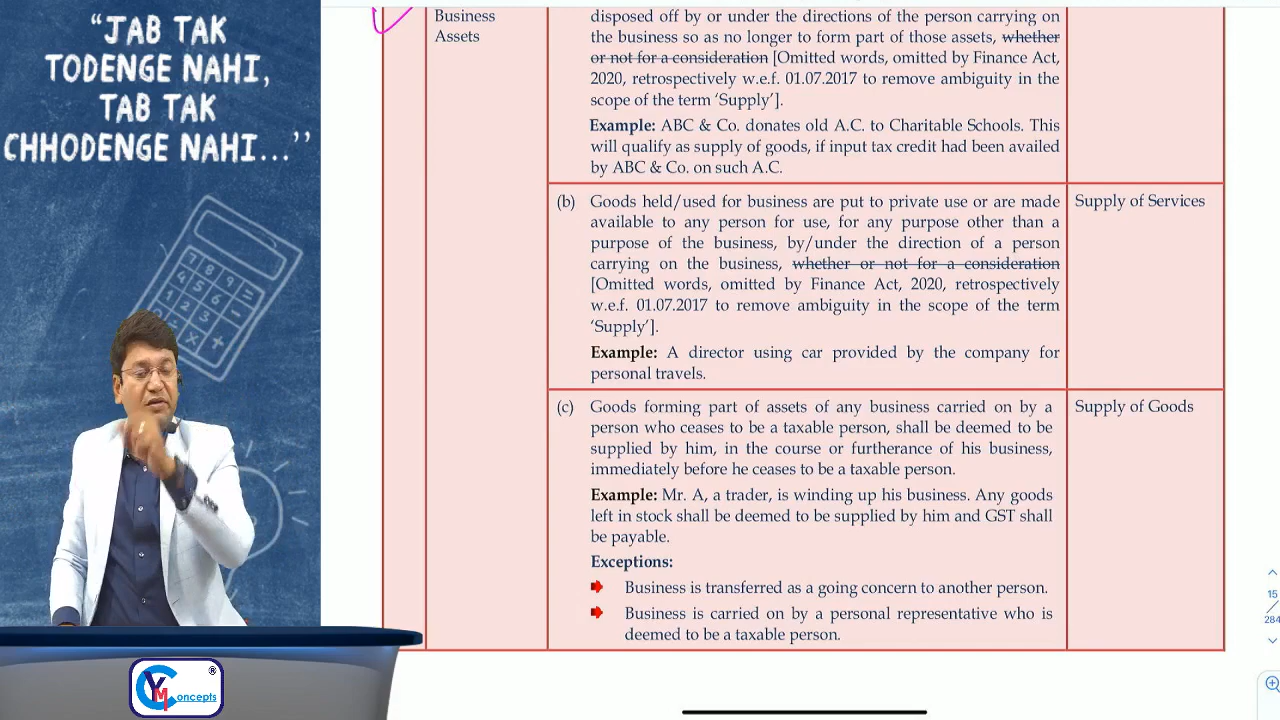 “JAB TAK
TODENGE NAHI,
TAB TAK
CHHODENGE NAHI...’’
Business
Assets
disposed off by or under the directions of the person carrying on
the business so as no longer to form part of those assets, whether
or not for a consideration [Omitted words, omitted by Finance Act,
2020, retrospectively w.e.f. 01.07.2017 to remove ambiguity in the
scope of the term ‘Supply’].
Example: ABC & Co. donates old A.C. to Charitable Schools. This
will qualify as supply of goods, if input tax credit had been availed
by ABC & Co. on such A.C.
(b) Goods held/used for business are put to private use or are made
available to any person for use, for any purpose other than a
purpose of the business, by/under the direction of a person
carrying on the business, whether or not for a consideration
[Omitted words, omitted by Finance Act, 2020, retrospectively
w.e.f. 01.07.2017 to remove ambiguity in the scope of the term
‘Supply’].
Example: A director using car provided by the company for
personal travels.
Supply of Services
(c) Goods forming part of assets of any business carried on by a
person who ceases to be a taxable person, shall be deemed to be
supplied by him, in the course or furtherance of his business,
immediately before he ceases to be a taxable person.
Example: Mr. A, a trader, is winding up his business. Any goods
left in stock shall be deemed to be supplied by him and GST shall
be payable.
Exceptions:
Business is transferred as a going concern to another person.
Business is carried on by a personal representative who is
deemed to be a taxable person.
Supply of Goods
15
284
YM Concepts ®